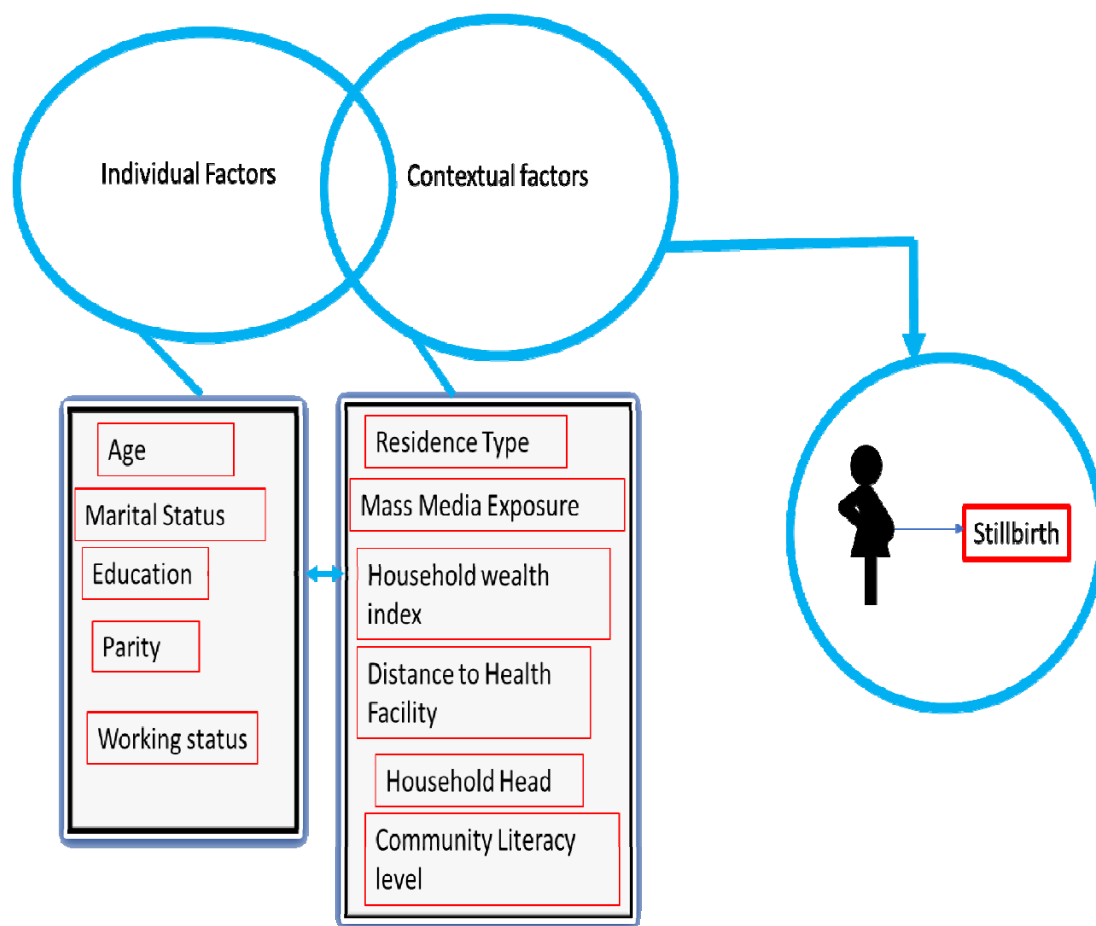 Individual Factors
Contextual factors
Age
Marital Status
Education
Parity
Working status
Residence Type
Mass Media Exposure
Household wealth
index
Distance to Health
Facility
Household Head
Community Literacy
level
Stillbirth